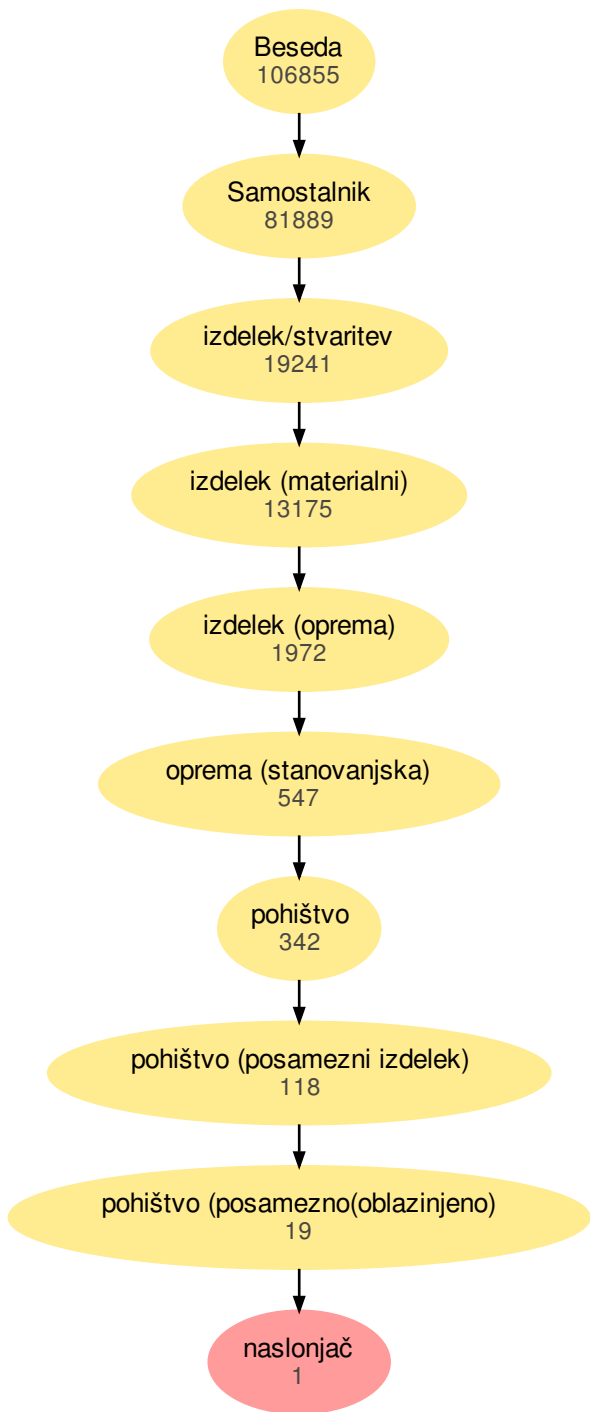 Beseda
106855
Samostalnik
81889
izdelek/stvaritev
19241
izdelek (materialni)
13175
izdelek (oprema)
1972
oprema (stanovanjska)
547
pohištvo
342
pohištvo (posamezni izdelek)
118
pohištvo (posamezno(oblazinjeno)
19
naslonjač
1